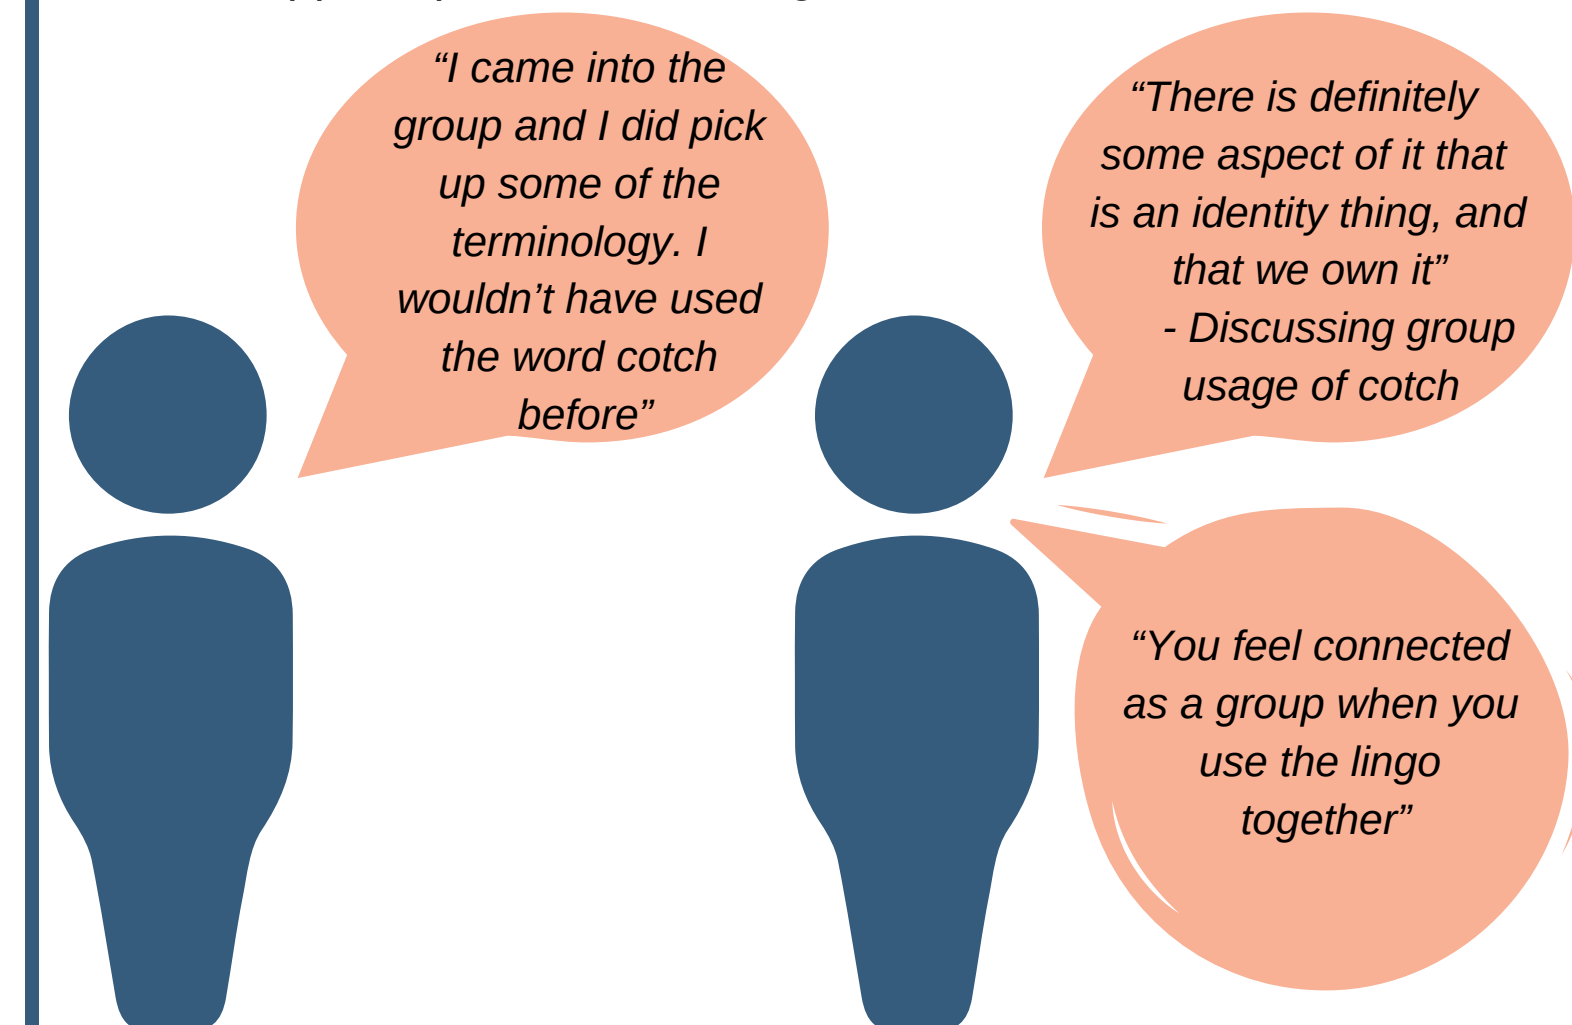 “I came into the
group and I did pick
up some of the
terminology. I
wouldn’t have used
the word cotch
before”
“There is definitely
some aspect of it that
is an identity thing, and
that we own it”
- Discussing group
usage of cotch
“You feel connected
as a group when you
use the lingo
together”